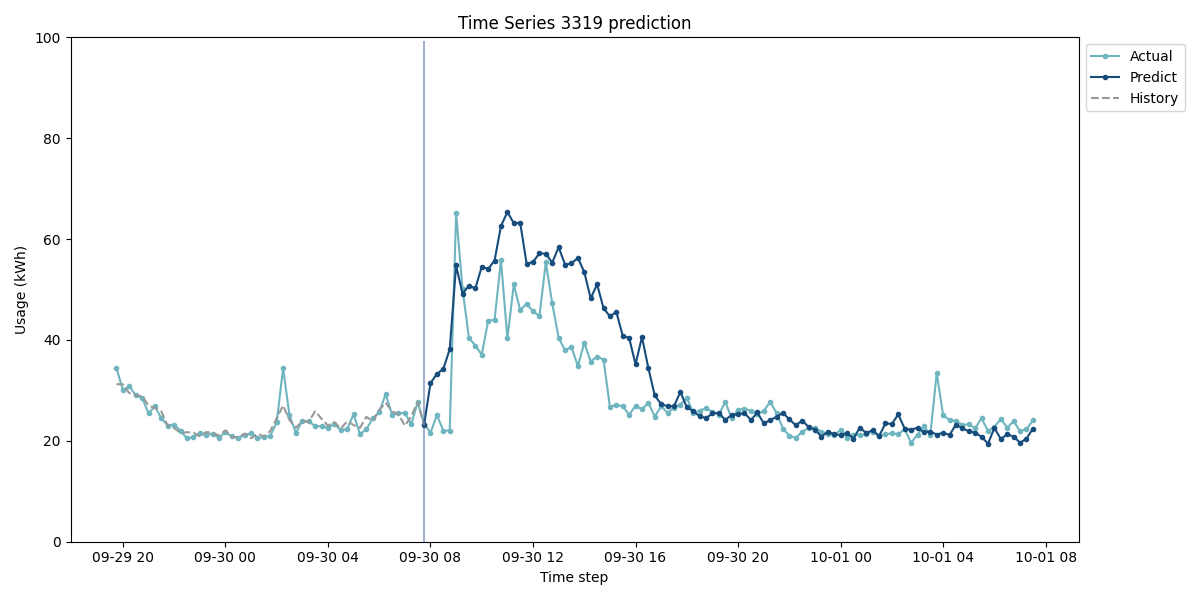 Time Series 3319 prediction
100
80
60
40
20
0
Usage (kWh)
09-29 20
09-30 00
09-30 04
09-30 08
09-30 12
09-30 16
09-30 20
10-01 00
10-01 04
10-01 08
Time step
Actual
Predict
History